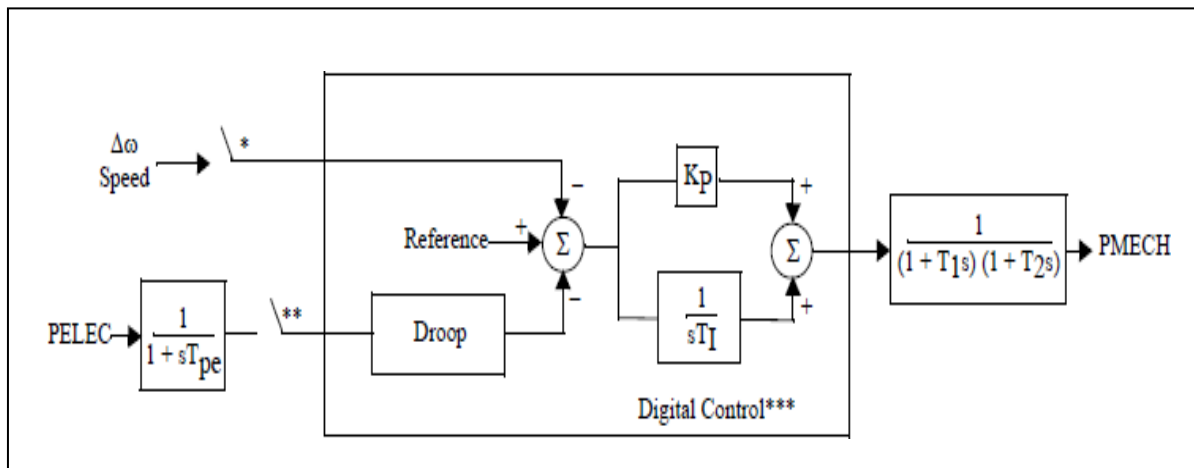 Δω
Speed
*
−
Reference
+
Σ
−
PELEC
1
1 + sTpe
**
Droop
Kp
+
1
sTI
+
Σ
Digital Control***
1
(1 + T1s) (1 + T2s)
PMECH